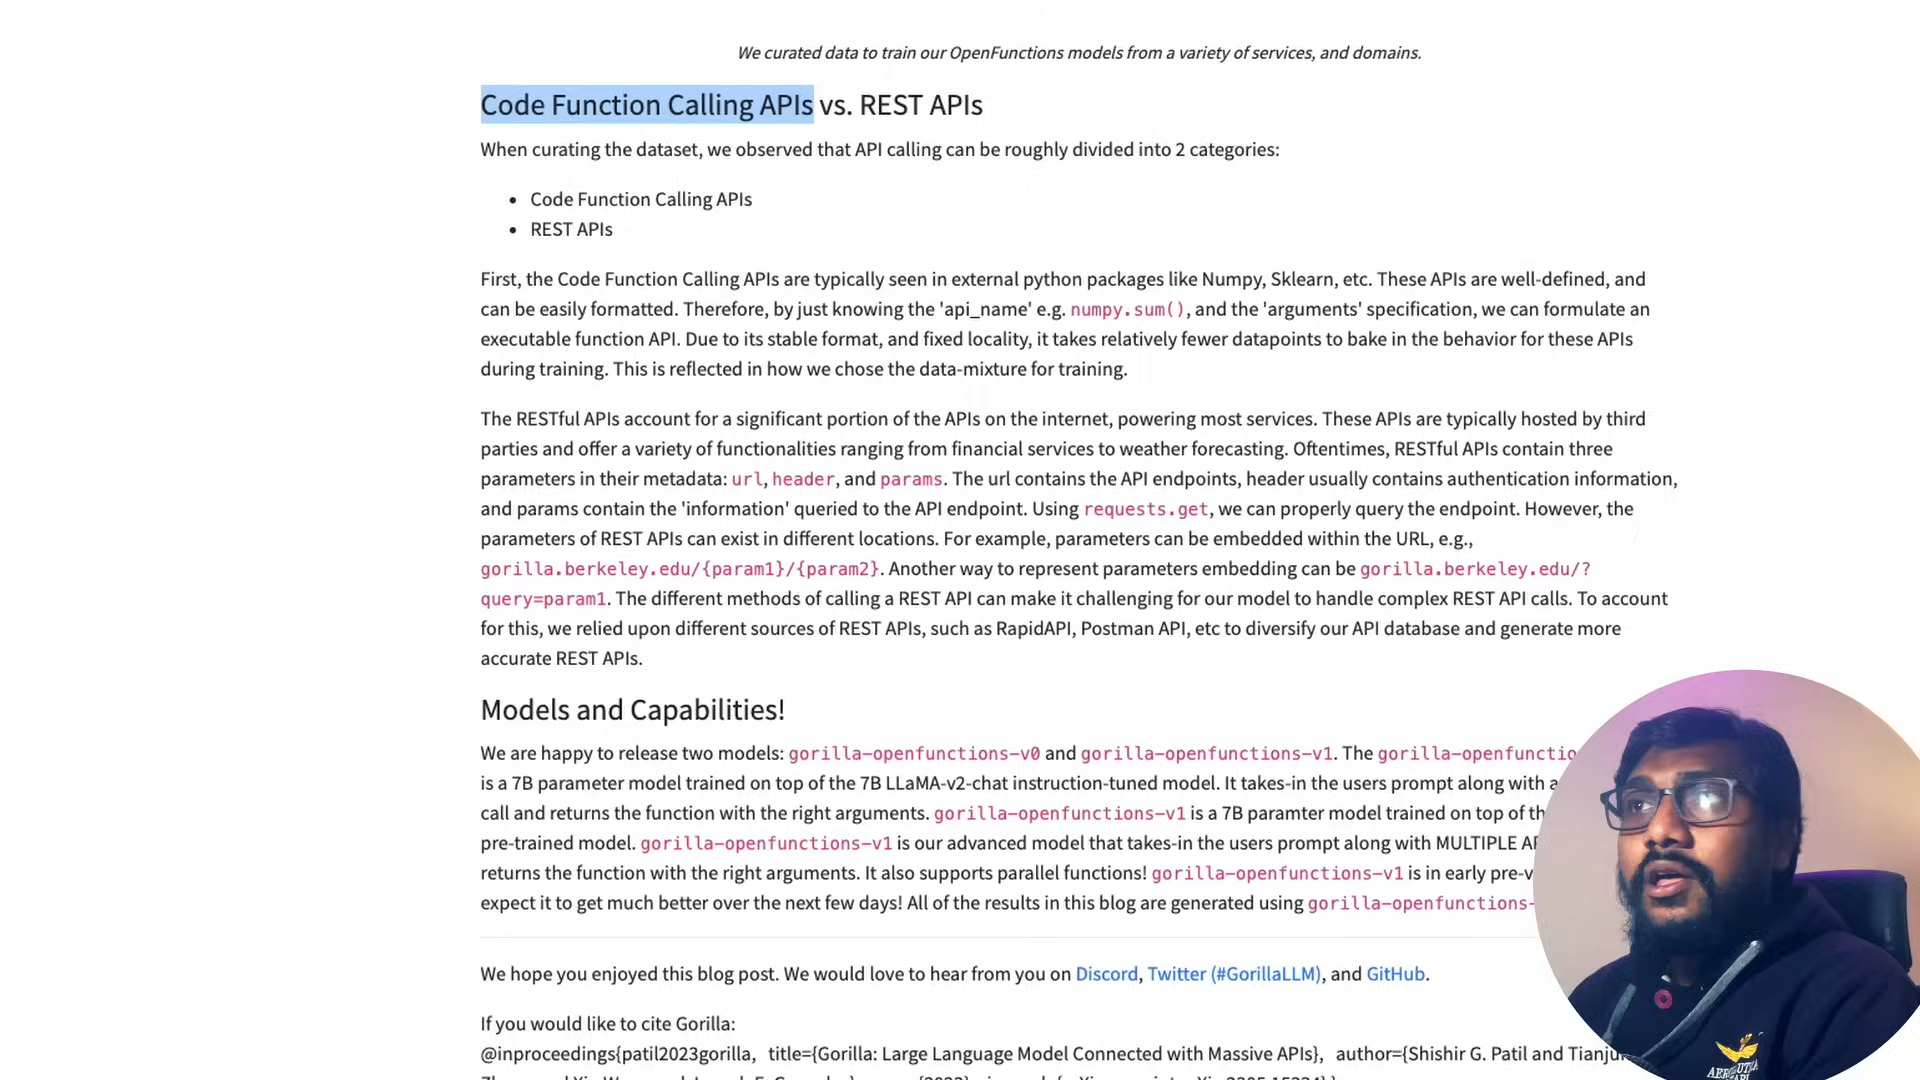 We curated data to train our OpenFunctions models from a variety of services, and domains.
Code Function Calling APIs vs. REST APIs
When curating the dataset, we observed that API calling can be roughly divided into 2 categories:
• Code Function Calling APIs
• REST APIs
First, the Code Function Calling APIs are typically seen in external python packages like Numpy, Sklearn, etc. These APIs are well-defined, and
can be easily formatted. Therefore, by just knowing the 'api_name' e.g. numpy.sum(), and the 'arguments' specification, we can formulate an
executable function API. Due to its stable format, and fixed locality, it takes relatively fewer datapoints to bake in the behavior for these APIs
during training. This is reflected in how we chose the data-mixture for training.
The RESTful APIs account for a significant portion of the APIs on the internet, powering most services. These APIs are typically hosted by third
parties and offer a variety of functionalities ranging from financial services to weather forecasting. Oftentimes, RESTful APIs contain three
parameters in their metadata: url, header, and params. The url contains the API endpoints, header usually contains authentication information,
and params contain the 'information' queried to the API endpoint. Using requests.get, we can properly query the endpoint. However, the
parameters of REST APIs can exist in different locations. For example, parameters can be embedded within the URL, e.g.,
gorilla.berkeley.edu/{param1}/{param2}. Another way to represent parameters embedding can be gorilla.berkeley.edu/?
query=param1. The different methods of calling a REST API can make it challenging for our model to handle complex REST API calls. To account
for this, we relied upon different sources of REST APIs, such as RapidAPI, Postman API, etc to diversify our API database and generate more
accurate REST APIs.
Models and Capabilities!
We are happy to release two models: gorilla-openfunctions-v0 and gorilla-openfunctions-v1. The gorilla-openfunctio
is a 7B parameter model trained on top of the 7B LLaMA-v2-chat instruction-tuned model. It takes-in the users prompt along with a
call and returns the function with the right arguments. gorilla-openfunctions-v1 is a 7B paramter model trained on top of th
pre-trained model. gorilla-openfunctions-v1 is our advanced model that takes-in the users prompt along with MULTIPLE AP
returns the function with the right arguments. It also supports parallel functions! gorilla-openfunctions-v1 is in early pre-v
expect it to get much better over the next few days! All of the results in this blog are generated using gorilla-openfunctions-
We hope you enjoyed this blog post. We would love to hear from you on Discord, Twitter (#GorillaLLM), and GitHub.
If you would like to cite Gorilla:
@inproceedings{patil2023gorilla, title={Gorilla: Large Language Model Connected with Massive APIs}, author={Shishir G. Patil and Tianju